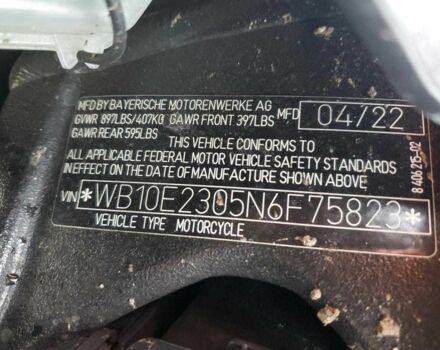 MFD BY BAYERISCHE MOTORENWERKE AG
GVWR 897LBS/407KG GAWR FRONT 397LBS MFD 04/22
GAWR REAR 595LBS
THIS VEHICLE CONFORMS TO
ALL APPLICABLE FEDERAL MOTOR VEHICLE SAFETY STANDARDS
IN EFFECT ON THE DATE OF MANUFACTURE SHOWN ABOVE
VIN *WB10E2305N6F75823*
VEHICLE TYPE MOTORCYCLE
8406215-02